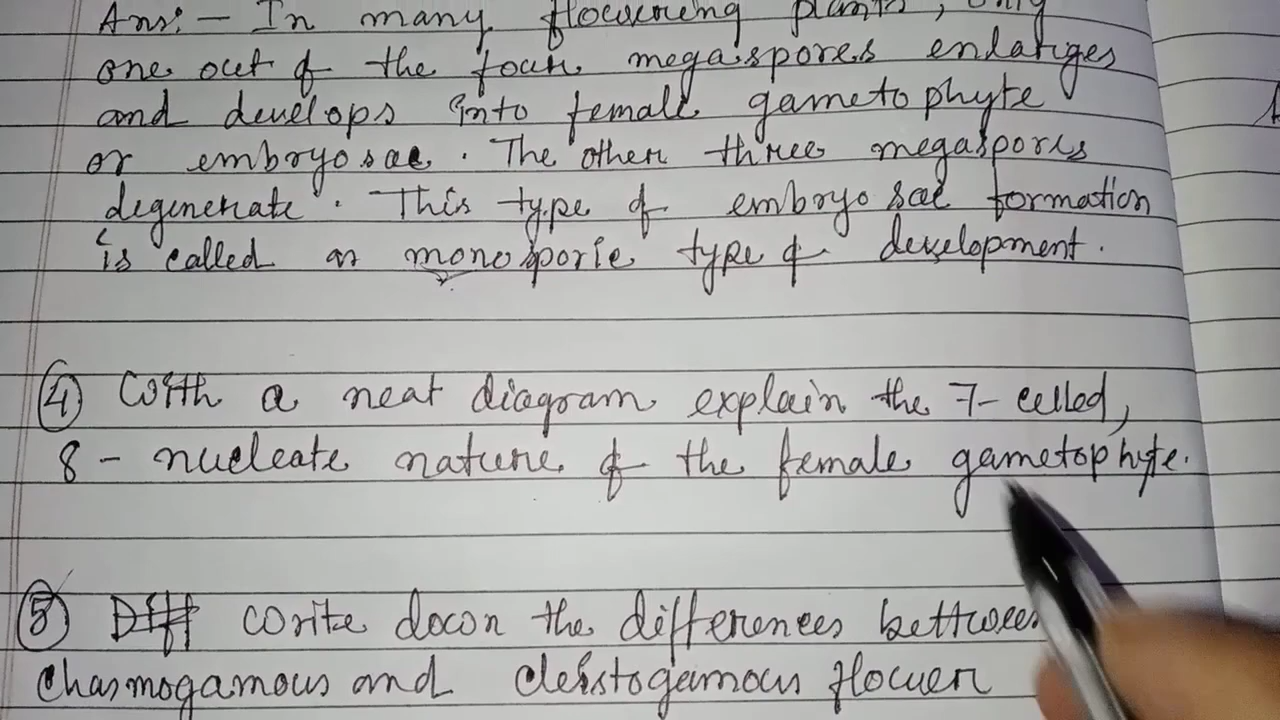 Ans:- In many flowering plants, only
one out of the four megaspores enlarges
and develops into female gametophyte
or embryo sac. The other three megaspores
degenerate. This type of embryo sac formation
is called as monosporic type of development.
④ With a neat diagram explain the 7-celled,
8-nucleate nature of the female gametophyte.
⑤ Diff write down the differences bettween
chasmogamous and cleistogamous flower